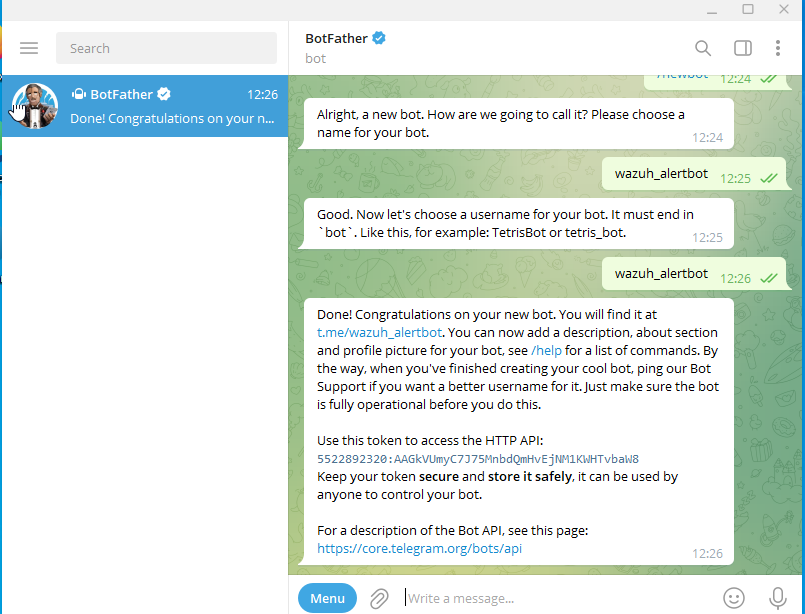 Search
BotFather
bot
BotFather 12:26
Done! Congratulations on your n...
/newbot 12:24
Alright, a new bot. How are we going to call it? Please choose a
name for your bot.
12:24
wazuh_alertbot 12:25
Good. Now let's choose a username for your bot. It must end in
`bot`. Like this, for example: TetrisBot or tetris_bot.
12:25
wazuh_alertbot 12:26
Done! Congratulations on your new bot. You will find it at
t.me/wazuh_alertbot. You can now add a description, about section
and profile picture for your bot, see /help for a list of commands. By
the way, when you've finished creating your cool bot, ping our Bot
Support if you want a better username for it. Just make sure the bot
is fully operational before you do this.
Use this token to access the HTTP API:
5522892320:AAGkVUmyC7J75MnbdQmHvEjNM1KWHTvbaW8
Keep your token secure and store it safely, it can be used by
anyone to control your bot.
For a description of the Bot API, see this page:
https://core.telegram.org/bots/api
12:26
Menu
Write a message...